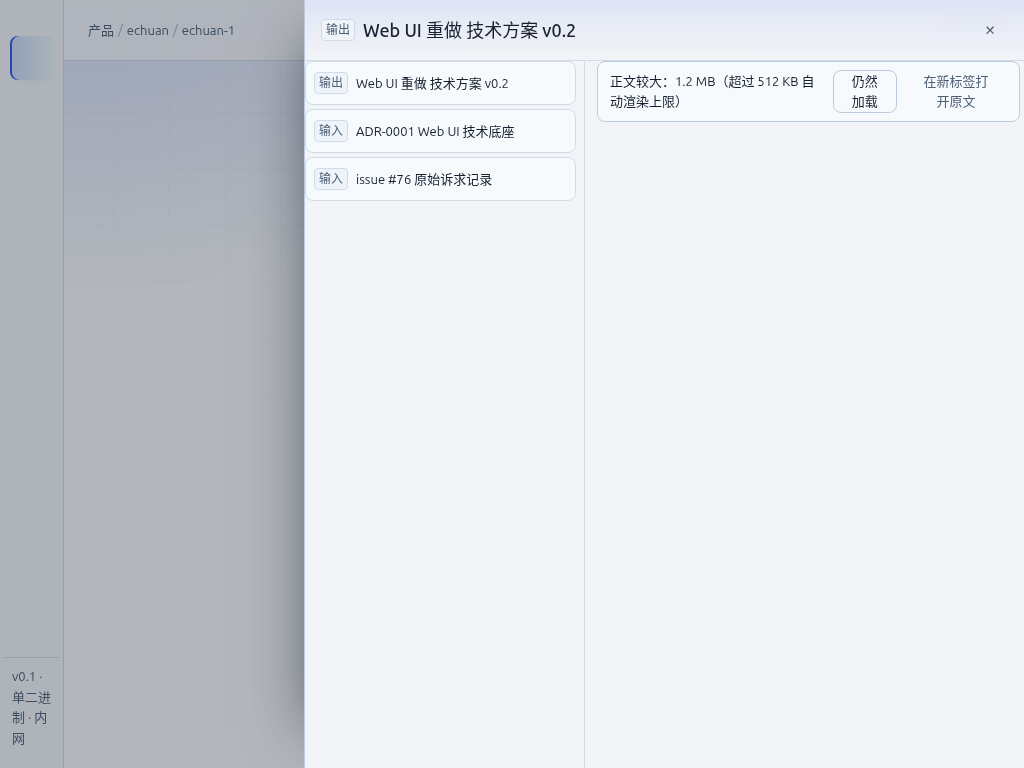 产品 / echuan / echuan-1
v0.1 ·
单二进
制 · 内
网
输出 Web UI 重做 技术方案 v0.2 ×
输出 Web UI 重做 技术方案 v0.2
输入 ADR-0001 Web UI 技术底座
输入 issue #76 原始诉求记录
正文较大：1.2 MB（超过 512 KB 自
动渲染上限）
仍然
加载
在新标签打
开原文